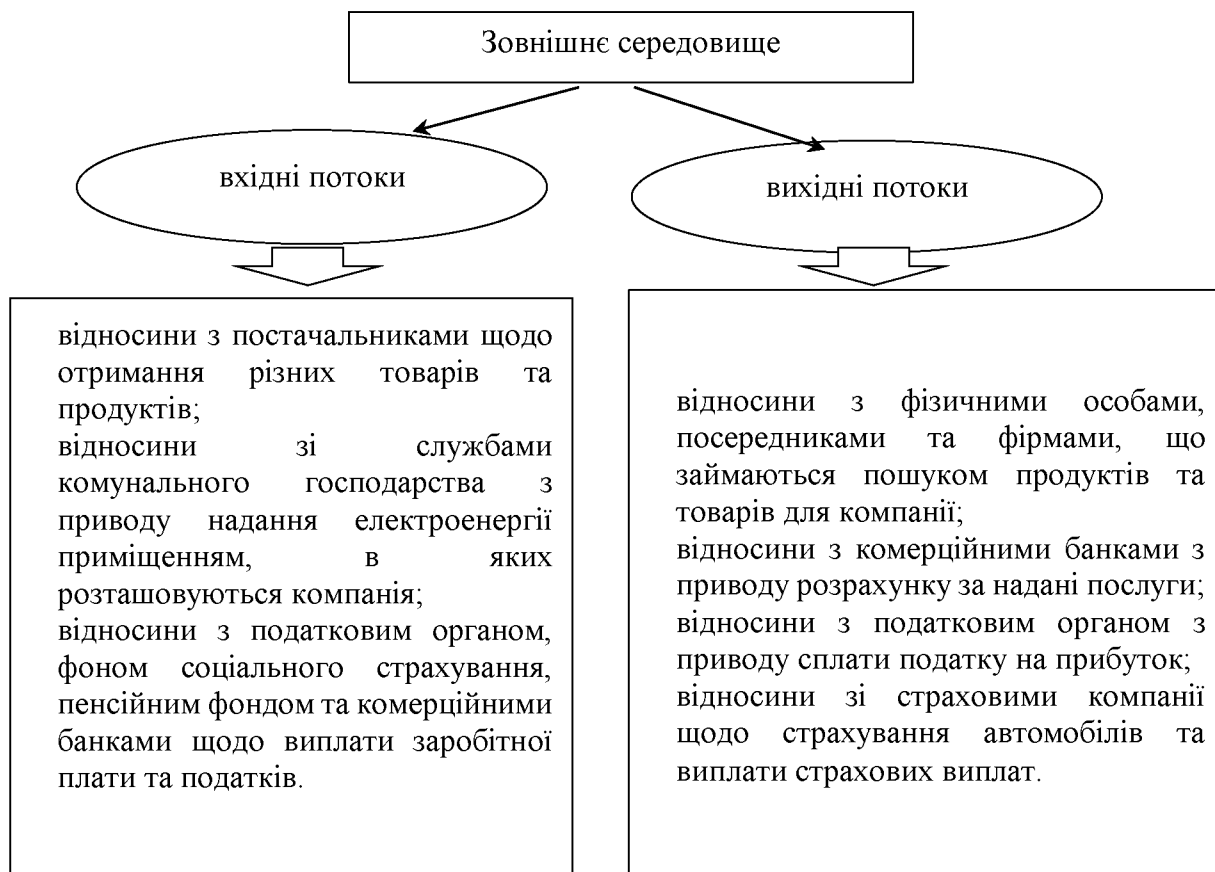 Зовнішнє середовище
вхідні потоки
вихідні потоки
відносини з постачальниками щодо
отримання різних товарів та
продуктів;
відносини зі службами
комунального господарства з
приводу надання електроенергії
приміщенням, в яких
розташовуються компанія;
відносини з податковим органом,
фоном соціального страхування,
пенсійним фондом та комерційними
банками щодо виплати заробітної
плати та податків.
відносини з фізичними особами,
посередниками та фірмами, що
займаються пошуком продуктів та
товарів для компанії;
відносини з комерційними банками з
приводу розрахунку за надані послуги;
відносини з податковим органом з
приводу сплати податку на прибуток;
відносини зі страховими компанії
щодо страхування автомобілів та
виплати страхових виплат.